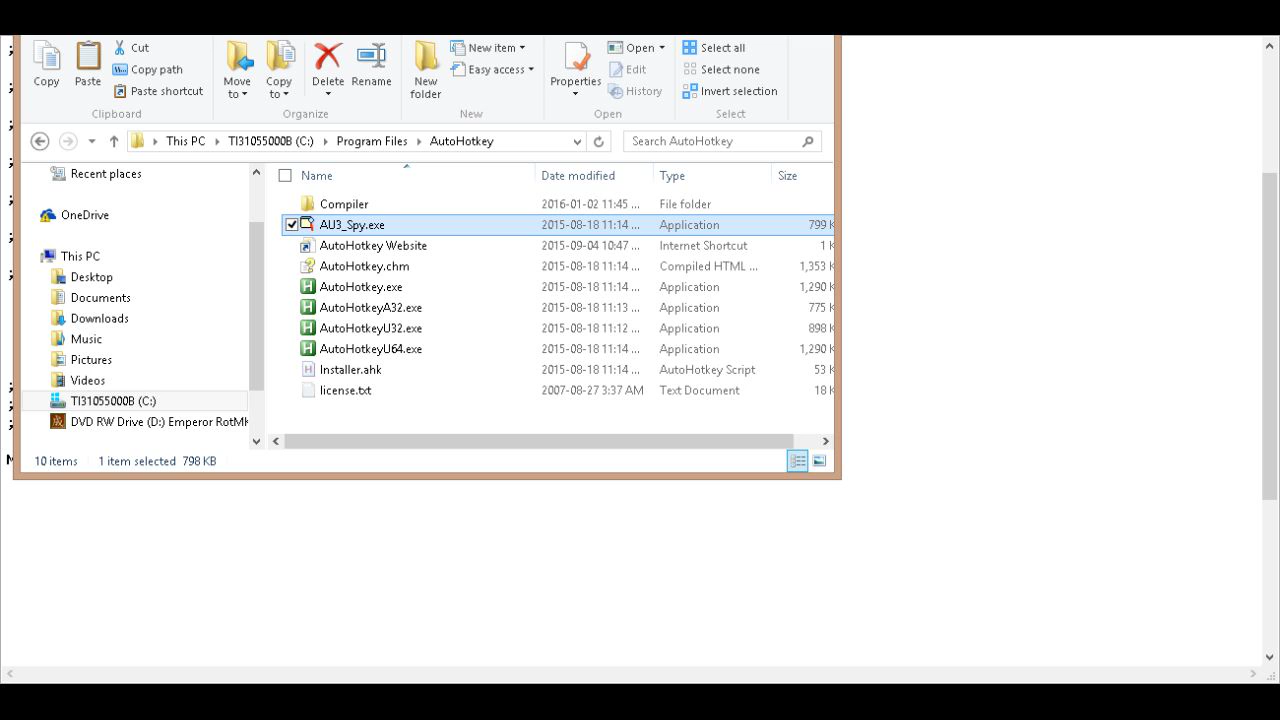 Cut
Copy path
Paste shortcut
Copy
Paste
Clipboard
Move to
Copy to
Delete
Rename
Organize
New item
Easy access
New folder
New
Properties
Open
Edit
History
Open
Select all
Select none
Invert selection
Select
This PC TI31055000B (C:) Program Files AutoHotkey
Search AutoHotkey
Recent places
OneDrive
This PC
Desktop
Documents
Downloads
Music
Pictures
Videos
TI31055000B (C:)
DVD RW Drive (D:) Emperor RotMK
Name Date modified Type Size
Compiler 2016-01-02 11:45 ... File folder
AU3_Spy.exe 2015-08-18 11:14 ... Application 799 K
AutoHotkey Website 2015-09-04 10:47 ... Internet Shortcut 1 K
AutoHotkey.chm 2015-08-18 11:14 ... Compiled HTML ... 1,353 K
AutoHotkey.exe 2015-08-18 11:14 ... Application 1,290 K
AutoHotkeyA32.exe 2015-08-18 11:13 ... Application 775 K
AutoHotkeyU32.exe 2015-08-18 11:12 ... Application 898 K
AutoHotkeyU64.exe 2015-08-18 11:14 ... Application 1,290 K
Installer.ahk 2015-08-18 11:14 ... AutoHotkey Script 53 K
license.txt 2007-08-27 3:37 AM Text Document 18 K
10 items 1 item selected 798 KB